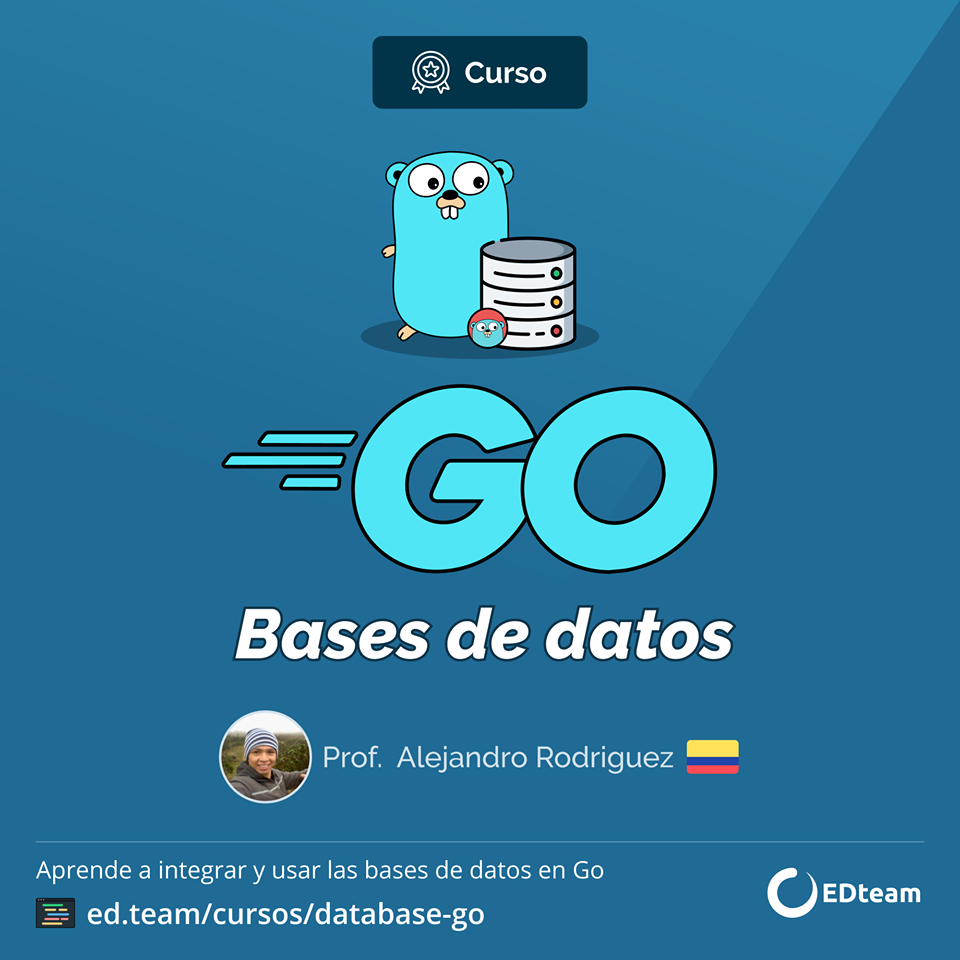 Curso
GO
Bases de datos
Prof. Alejandro Rodriguez
Aprende a integrar y usar las bases de datos en Go
ed.team/cursos/database-go
EDteam